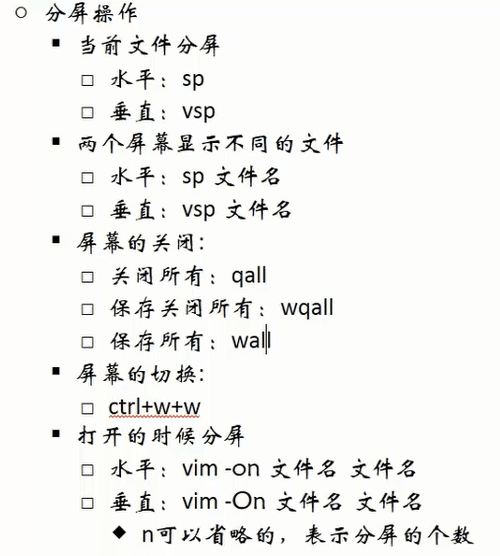 分屏操作
当前文件分屏
水平：sp
垂直：vsp
两个屏幕显示不同的文件
水平：sp 文件名
垂直：vsp 文件名
屏幕的关闭:
关闭所有：qall
保存关闭所有：wqall
保存所有：wall
屏幕的切换:
ctrl+w+w
打开的时候分屏
水平：vim -on 文件名 文件名
垂直：vim -On 文件名 文件名
n可以省略的，表示分屏的个数